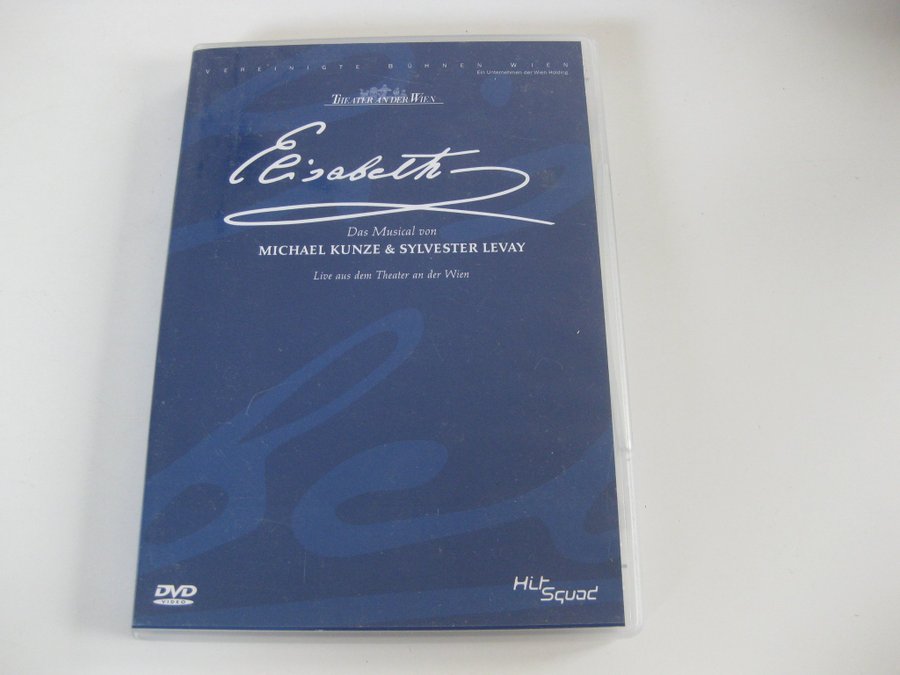 VEREINIGTE BÜHNEN WIEN
Ein Unternehmen der Wien Holding
THEATER AN DER WIEN
Elisabeth
Das Musical von
MICHAEL KUNZE & SYLVESTER LEVAY
Live aus dem Theater an der Wien
DVD
VIDEO
Hit
Squad